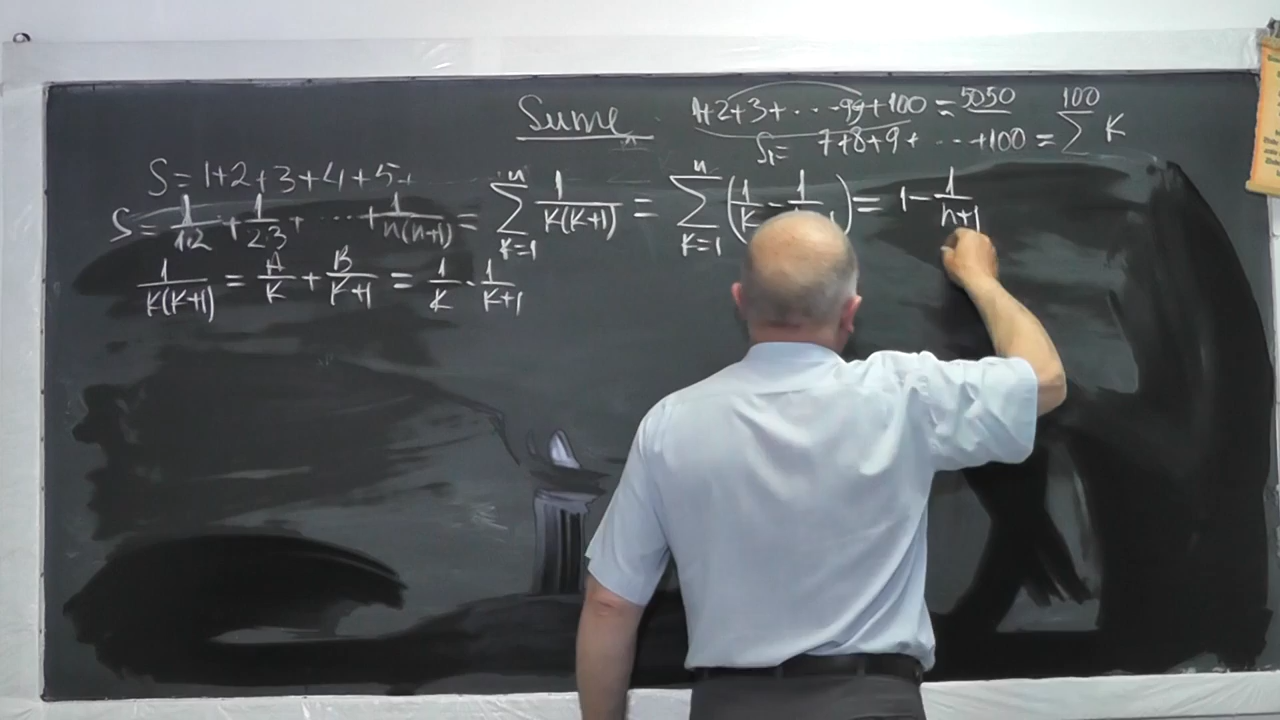 Sume
1+2+3+...99+100=5050
S₁= 7+8+9+...+100 = 100 ∑ K
S=1+2+3+4+5+
S= 1/1·2 + 1/2·3 + ... + 1/n(n+1) = n ∑ K=1 1/K(K+1) = n ∑ K=1 (1/K - 1/ +1) = 1 - 1/n+1
1/K(K+1) = A/K + B/K+1 = 1/K - 1/K+1